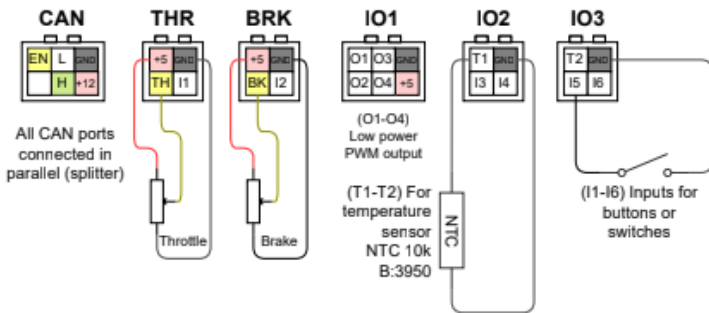 CAN THR BRK IO1 IO2 IO3
EN L GND
H +12
+5 GND
TH I1
+5 GND
BK I2
O1 O3 GND
O2 O4 +5
T1 GND
I3 I4
T2 GND
I5 I6
All CAN ports
connected in
parallel (splitter)
Throttle
Brake
(O1-O4)
Low power
PWM output
(T1-T2) For
temperature
sensor
NTC 10k
B:3950
NTC
(I1-I6) Inputs for
buttons or
switches